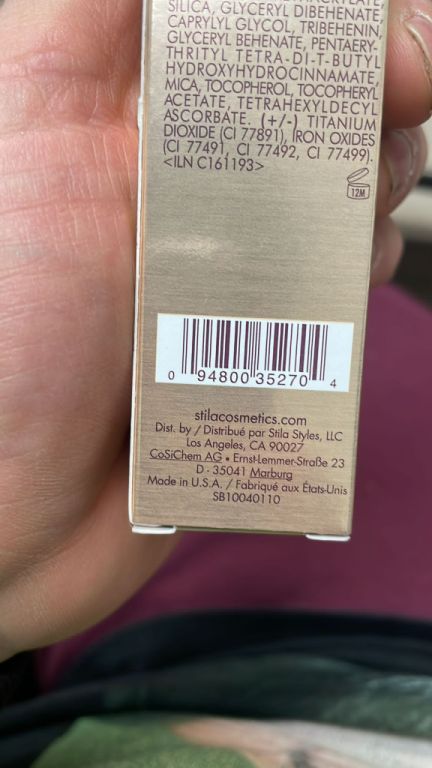 SILICA, GLYCERYL DIBEHENATE,
CAPRYLYL GLYCOL, TRIBEHENIN,
GLYCERYL BEHENATE, PENTAERY-
THRITYL TETRA-DI-T-BUTYL
HYDROXYHYDROCINNAMATE,
MICA, TOCOPHEROL, TOCOPHERYL
ACETATE, TETRAHEXYLDECYL
ASCORBATE. (+/-) TITANIUM
DIOXIDE (CI 77891), IRON OXIDES
(CI 77491, CI 77492, CI 77499).
<ILN C161193>
12M
0 94800 35270 4
stilacosmetics.com
Dist. by / Distribué par Stila Styles, LLC
Los Angeles, CA 90027
CoSiChem AG • Ernst-Lemmer-Straße 23
D - 35041 Marburg
Made in U.S.A. / Fabriqué aux États-Unis
SB10040110